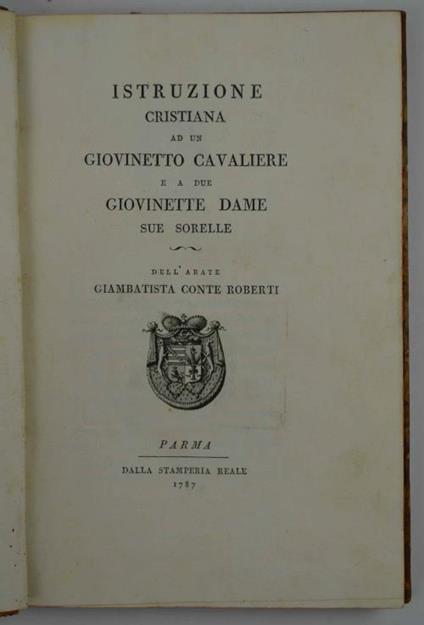 ISTRUZIONE
CRISTIANA
AD UN
GIOVINETTO CAVALIERE
E A DUE
GIOVINETTE DAME
SUE SORELLE
DELL'ABATE
GIAMBATISTA CONTE ROBERTI
PARMA
DALLA STAMPERIA REALE
1787